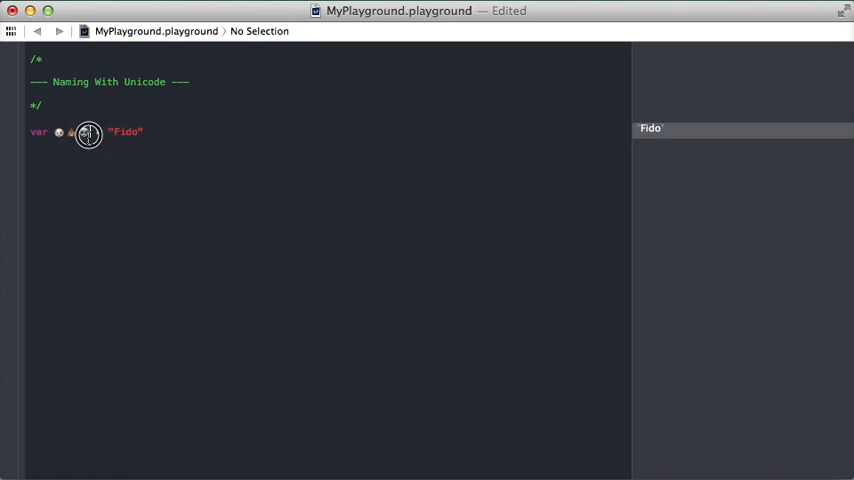 MyPlayground.playground — Edited
MyPlayground.playground 〉 No Selection
/*
--- Naming With Unicode ---
*/
var 🐶💩 "Fido"
"Fido"